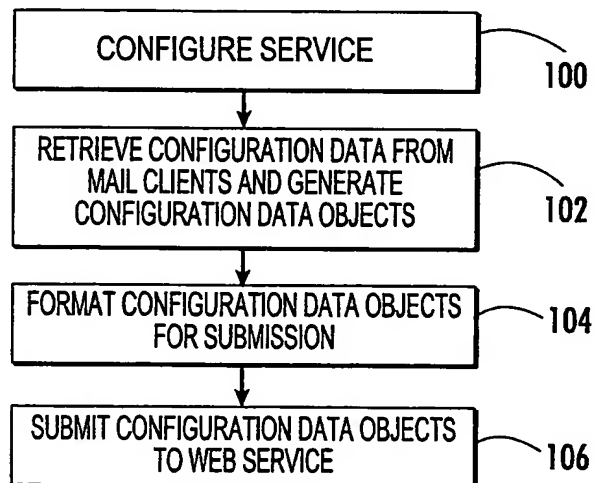 CONFIGURE SERVICE
100
RETRIEVE CONFIGURATION DATA FROM
MAIL CLIENTS AND GENERATE
CONFIGURATION DATA OBJECTS
102
FORMAT CONFIGURATION DATA OBJECTS
FOR SUBMISSION
104
SUBMIT CONFIGURATION DATA OBJECTS
TO WEB SERVICE
106